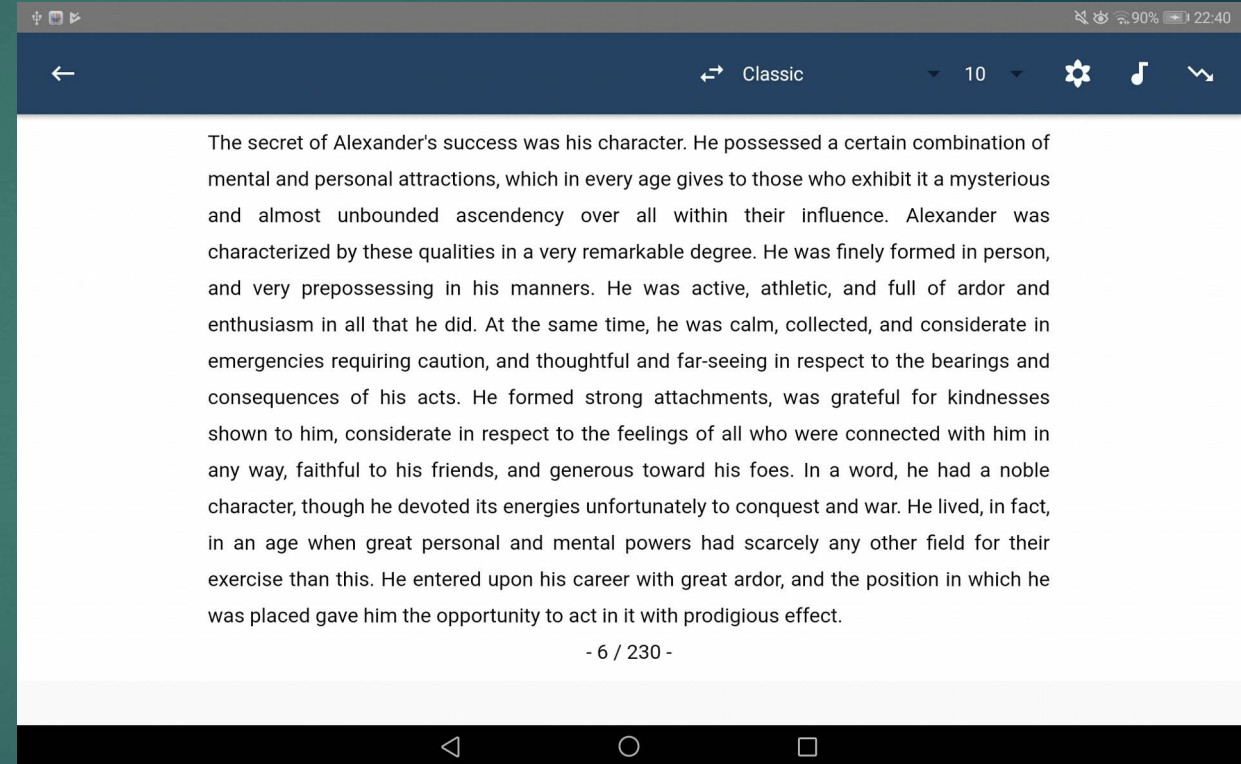 90% 22:40
Classic 10
The secret of Alexander's success was his character. He possessed a certain combination of
mental and personal attractions, which in every age gives to those who exhibit it a mysterious
and almost unbounded ascendency over all within their influence. Alexander was
characterized by these qualities in a very remarkable degree. He was finely formed in person,
and very prepossessing in his manners. He was active, athletic, and full of ardor and
enthusiasm in all that he did. At the same time, he was calm, collected, and considerate in
emergencies requiring caution, and thoughtful and far-seeing in respect to the bearings and
consequences of his acts. He formed strong attachments, was grateful for kindnesses
shown to him, considerate in respect to the feelings of all who were connected with him in
any way, faithful to his friends, and generous toward his foes. In a word, he had a noble
character, though he devoted its energies unfortunately to conquest and war. He lived, in fact,
in an age when great personal and mental powers had scarcely any other field for their
exercise than this. He entered upon his career with great ardor, and the position in which he
was placed gave him the opportunity to act in it with prodigious effect.
- 6 / 230 -